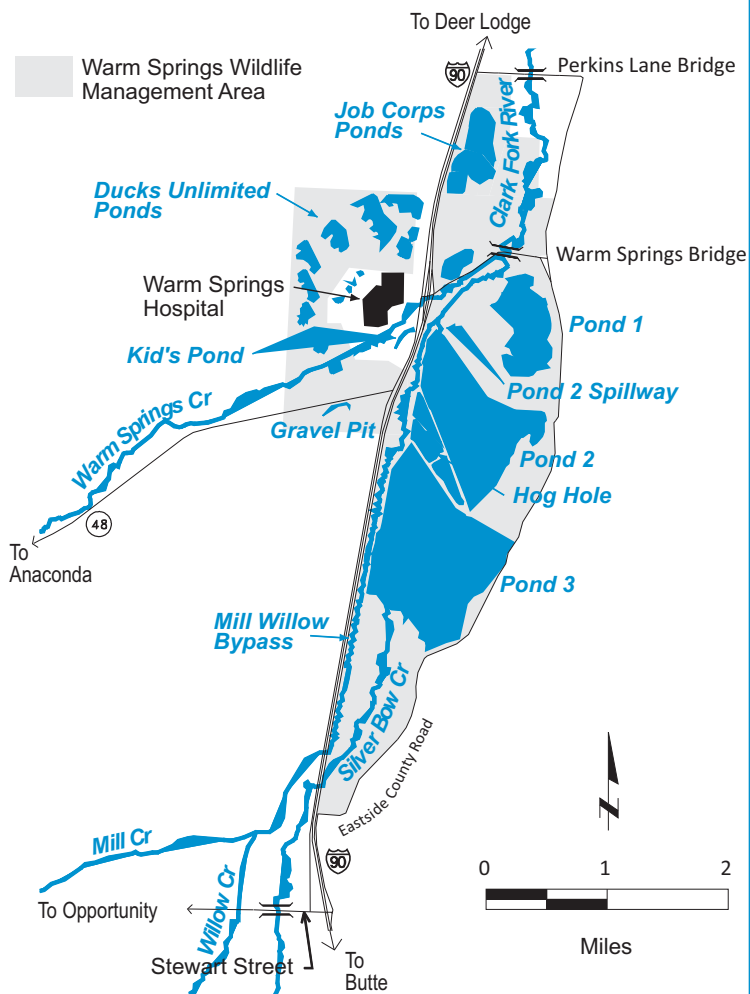 To Deer Lodge
90
Perkins Lane Bridge
Warm Springs Wildlife
Management Area
Job Corps
Ponds
Clark Fork River
Ducks Unlimited
Ponds
Warm Springs Bridge
Warm Springs
Hospital
Pond 1
Kid's Pond
Pond 2 Spillway
Warm Springs Cr
Gravel Pit
Pond 2
Hog Hole
48
To
Anaconda
Pond 3
Mill Willow
Bypass
Silver Bow Cr
Eastside County Road
N
Mill Cr
90
0 1 2
Miles
To Opportunity
Willow Cr
Stewart Street
To
Butte